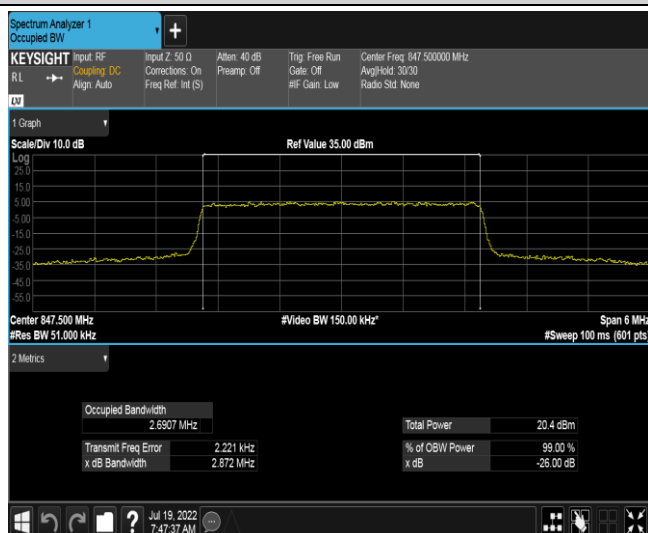 Spectrum Analyzer 1
Occupied BW
KEYSIGHT
R L
LXI
Input: RF
Coupling: DC
Align: Auto
Input Z: 50 Ω
Corrections: On
Freq Ref: Int (S)
Atten: 40 dB
Preamp: Off
Trig: Free Run
Gate: Off
#IF Gain: Low
Center Freq: 847.500000 MHz
Avg|Hold: 30/30
Radio Std: None
1 Graph
Scale/Div 10.0 dB
Ref Value 35.00 dBm
Log
25.0
15.0
5.00
-5.00
-15.0
-25.0
-35.0
-45.0
-55.0
Center 847.500 MHz
#Video BW 150.00 kHz*
Span 6 MHz
#Res BW 51.000 kHz
#Sweep 100 ms (601 pts)
2 Metrics
Occupied Bandwidth
2.6907 MHz
Total Power 20.4 dBm
Transmit Freq Error 2.221 kHz
% of OBW Power 99.00 %
x dB Bandwidth 2.872 MHz
x dB -26.00 dB
?
Jul 19, 2022
7:47:37 AM